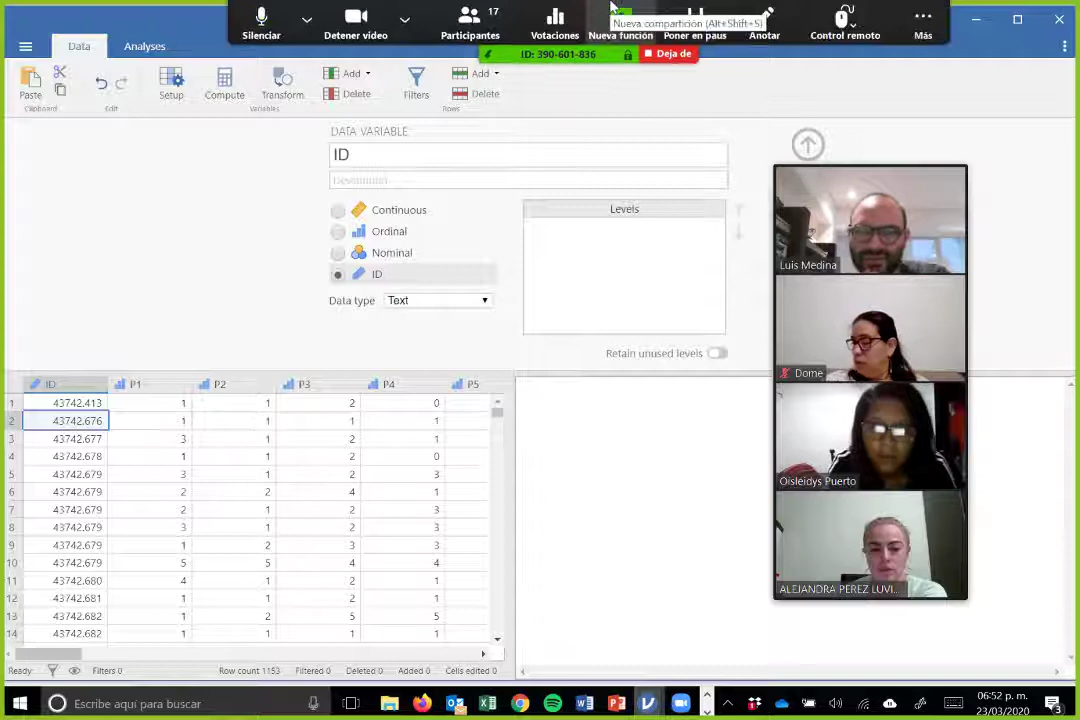 17
Silenciar
Detener video
Participantes
Votaciones
Nueva función
Poner en paus
Anotar
Control remoto
Más
Nueva compartición (Alt+Shift+S)
ID: 390-601-836
Deja de
Data
Analyses
Paste
Setup
Compute
Transform
Add
Delete
Filters
Add
Delete
Clipboard
Edit
Variables
Rows
DATA VARIABLE
ID
Description
Continuous
Ordinal
Nominal
ID
Data type
Text
Levels
Retain unused levels
Luis Medina
Dome
Oisleidys Puerto
ALEJANDRA PEREZ LUVI...
ID P1 P2 P3 P4 P5
1 43742.413 1 1 2 0
2 43742.676 1 1 1 1
3 43742.677 3 1 2 1
4 43742.678 1 1 2 0
5 43742.679 3 1 2 3
6 43742.679 2 2 4 1
7 43742.679 2 1 2 3
8 43742.679 3 1 2 3
9 43742.679 1 2 3 3
10 43742.679 5 5 4 4
11 43742.680 4 1 2 1
12 43742.681 1 1 2 1
13 43742.682 1 2 5 5
14 43742.682 1 1 1 1
Ready
Filters 0
Row count 1153
Filtered 0
Deleted 0
Added 0
Cells edited 0
Escribe aquí para buscar
06:52 p. m.
23/03/2020
3